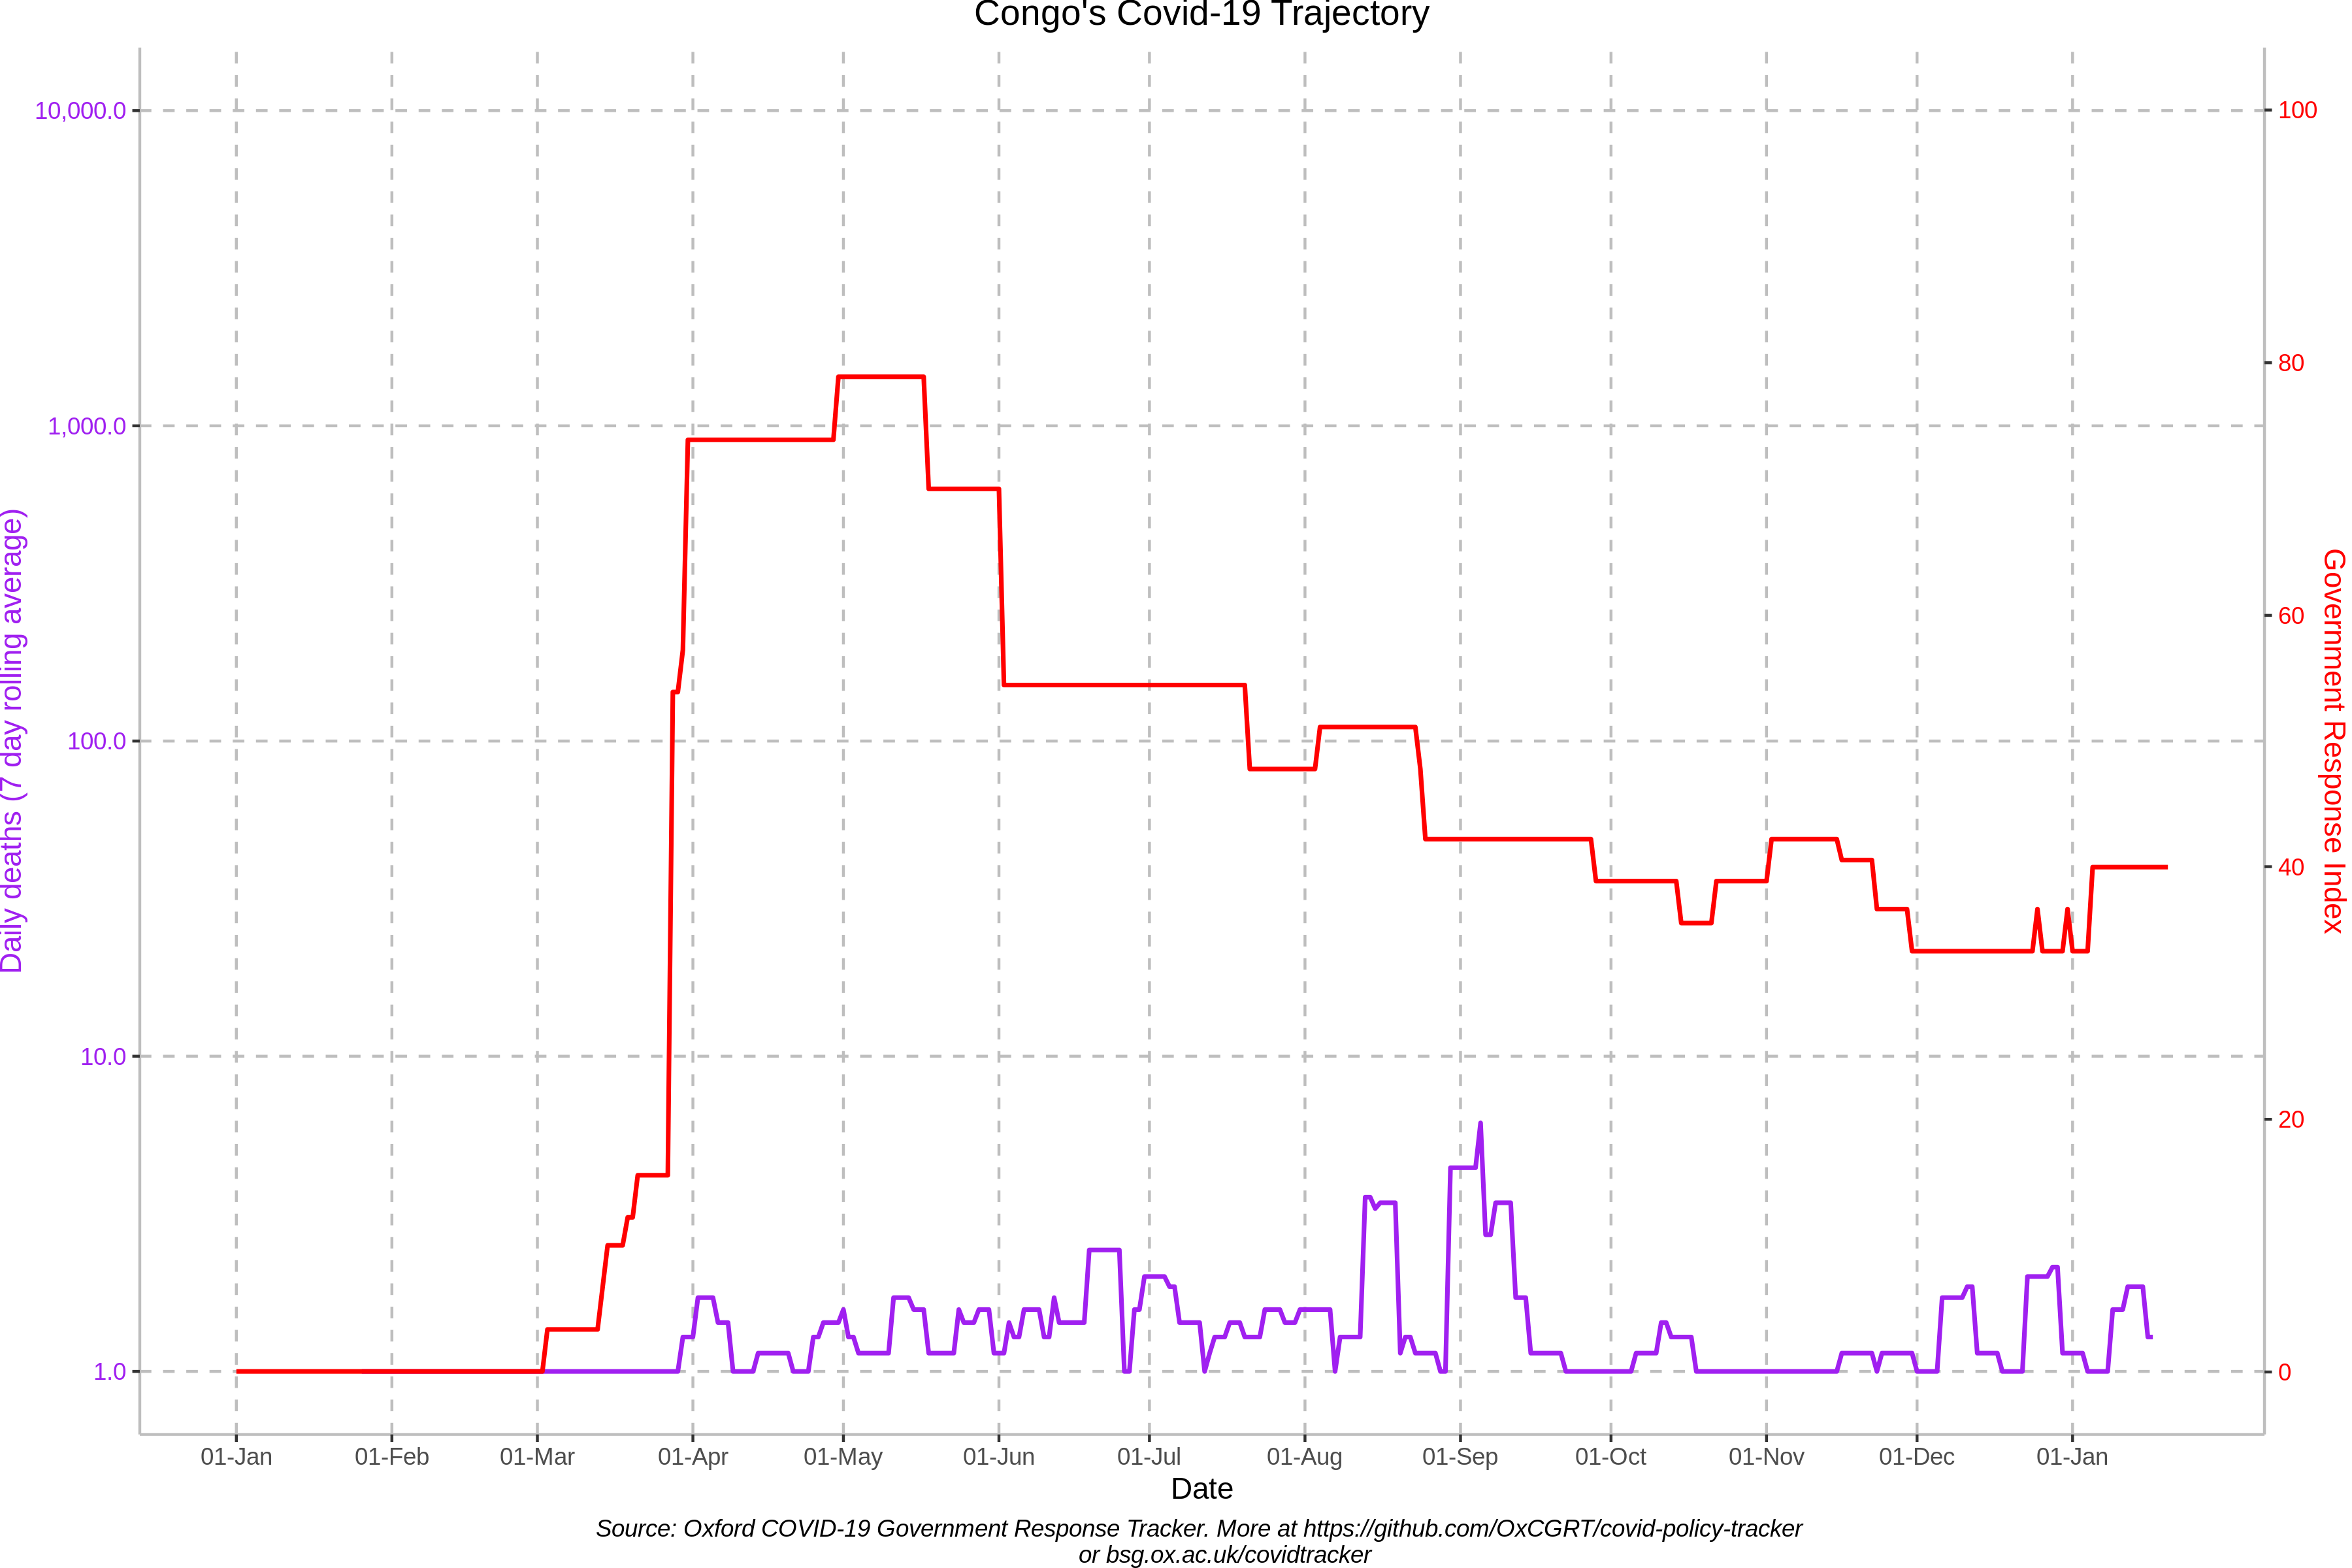 Congo's Covid-19 Trajectory
10,000.0
1,000.0
100.0
10.0
1.0
Daily deaths (7 day rolling average)
100
80
60
40
20
0
Government Response Index
01-Jan 01-Feb 01-Mar 01-Apr 01-May 01-Jun 01-Jul 01-Aug 01-Sep 01-Oct 01-Nov 01-Dec 01-Jan
Date
Source: Oxford COVID-19 Government Response Tracker. More at https://github.com/OxCGRT/covid-policy-tracker
or bsg.ox.ac.uk/covidtracker